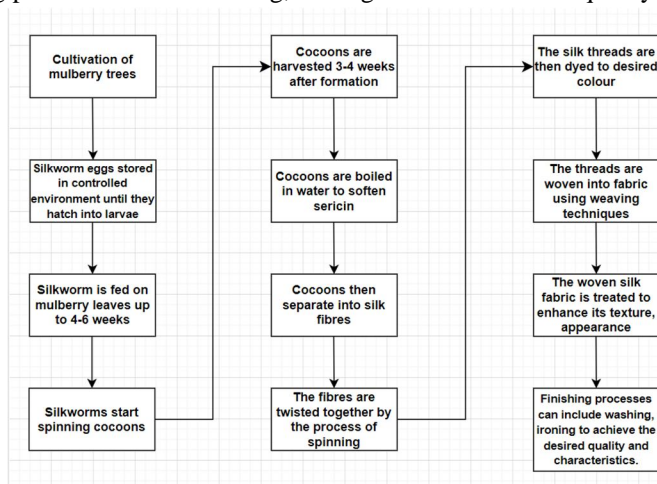 Cultivation of
mulberry trees
Silkworm eggs stored
in controlled
environment until they
hatch into larvae
Silkworm is fed on
mulberry leaves up
to 4-6 weeks
Silkworms start
spinning cocoons
Cocoons are
harvested 3-4 weeks
after formation
Cocoons are boiled
in water to soften
sericin
Cocoons then
separate into silk
fibres
The fibres are
twisted together by
the process of
spinning
The silk threads are
then dyed to desired
colour
The threads are
woven into fabric
using weaving
techniques
The woven silk
fabric is treated to
enhance its texture,
appearance
Finishing processes
can include washing,
ironing to achieve the
desired quality and
characteristics.